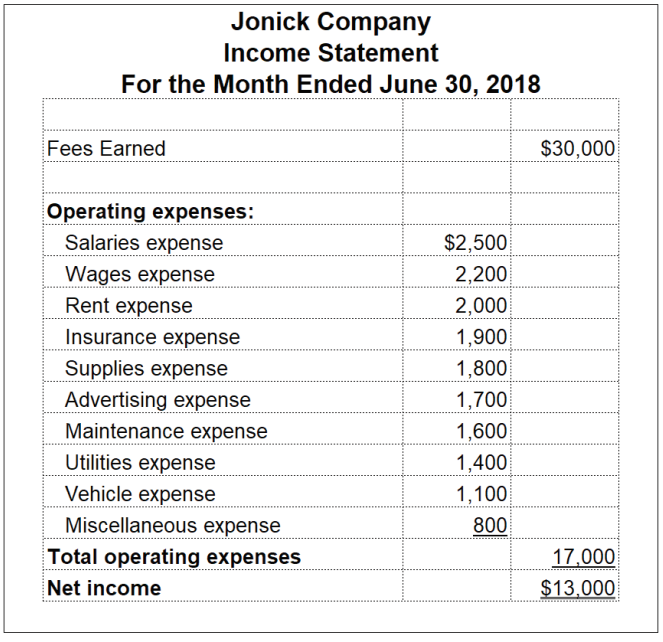 Jonick Company
Income Statement
For the Month Ended June 30, 2018
Fees Earned $30,000
Operating expenses:
Salaries expense $2,500
Wages expense 2,200
Rent expense 2,000
Insurance expense 1,900
Supplies expense 1,800
Advertising expense 1,700
Maintenance expense 1,600
Utilities expense 1,400
Vehicle expense 1,100
Miscellaneous expense 800
Total operating expenses 17,000
Net income $13,000